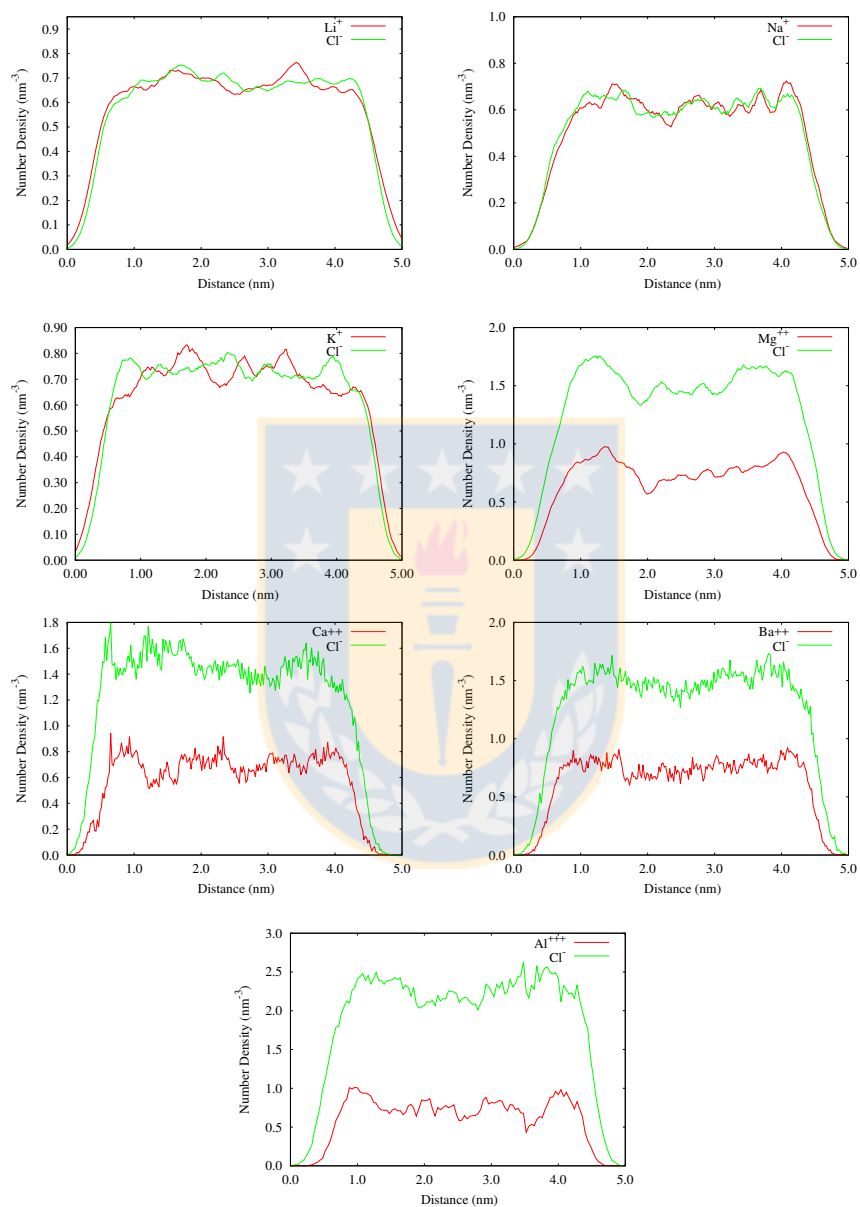 Li+
Cl-
Number Density (nm-3)
0.9
0.8
0.7
0.6
0.5
0.4
0.3
0.2
0.1
0.0
0.0 1.0 2.0 3.0 4.0 5.0
Distance (nm)
Na+
Cl-
Number Density (nm-3)
1.0
0.8
0.6
0.4
0.2
0.0
0.0 1.0 2.0 3.0 4.0 5.0
Distance (nm)
K+
Cl-
Number Density (nm-3)
0.90
0.80
0.70
0.60
0.50
0.40
0.30
0.20
0.10
0.00
0.00 1.00 2.00 3.00 4.00 5.00
Distance (nm)
Mg++
Cl-
Number Density (nm-3)
2.0
1.5
1.0
0.5
0.0
0.0 1.0 2.0 3.0 4.0 5.0
Distance (nm)
Ca++
Cl-
Number Density (nm-3)
1.8
1.6
1.4
1.2
1.0
0.8
0.6
0.4
0.2
0.0
0.0 1.0 2.0 3.0 4.0 5.0
Distance (nm)
Ba++
Cl-
Number Density (nm-3)
2.0
1.5
1.0
0.5
0.0
0.0 1.0 2.0 3.0 4.0 5.0
Distance (nm)
Al+++
Cl-
Number Density (nm-3)
3.0
2.5
2.0
1.5
1.0
0.5
0.0
0.0 1.0 2.0 3.0 4.0 5.0
Distance (nm)